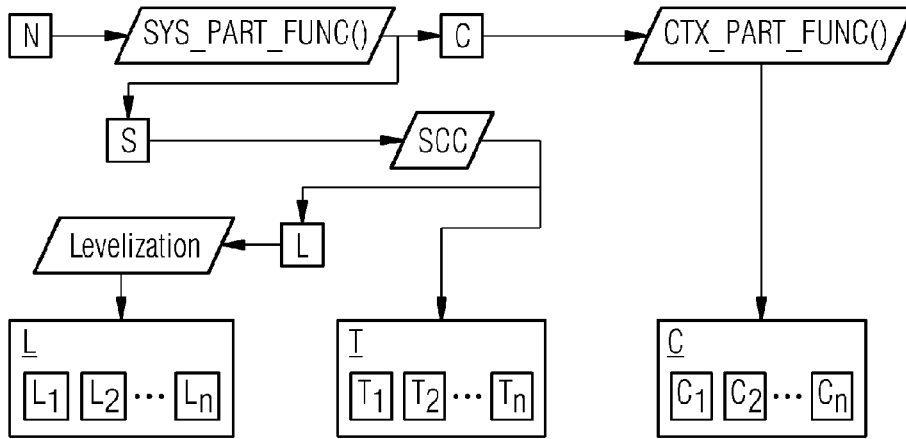 N SYS_PART_FUNC() C CTX_PART_FUNC()
S SCC
Levelization L
L T C
L1 L2 ... Ln T1 T2 ... Tn C1 C2 ... Cn